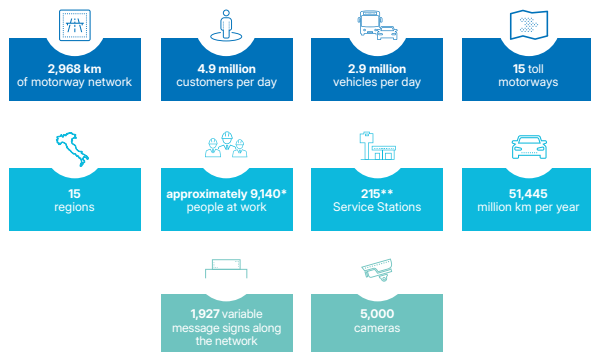 2,968 km
of motorway network
4.9 million
customers per day
2.9 million
vehicles per day
15 toll
motorways
15
regions
approximately 9,140*
people at work
215**
Service Stations
51,445
million km per year
1,927 variable
message signs along
the network
5,000
cameras